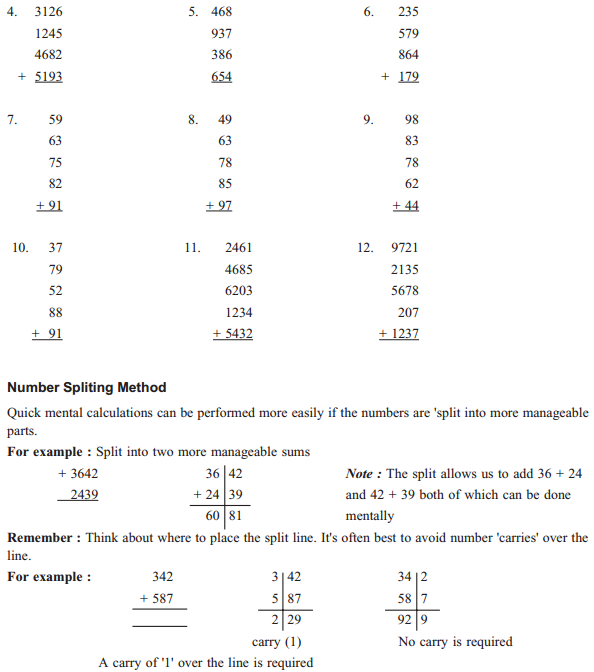 4. 3126 5. 468 6. 235
1245 937 579
4682 386 864
+ 5193 654 + 179
7. 59 8. 49 9. 98
63 63 83
75 78 78
82 85 62
+ 91 + 97 + 44
10. 37 11. 2461 12. 9721
79 4685 2135
52 6203 5678
88 1234 207
+ 91 + 5432 + 1237
Number Spliting Method
Quick mental calculations can be performed more easily if the numbers are 'split into more manageable
parts.
For example : Split into two more manageable sums
+ 3642 36 | 42 Note : The split allows us to add 36 + 24
2439 + 24 | 39 and 42 + 39 both of which can be done
60 | 81 mentally
Remember : Think about where to place the split line. It's often best to avoid number 'carries' over the
line.
For example : 342 3 | 42 34 | 2
+ 587 5 | 87 58 | 7
2 | 29 92 | 9
carry (1) No carry is required
A carry of '1' over the line is required